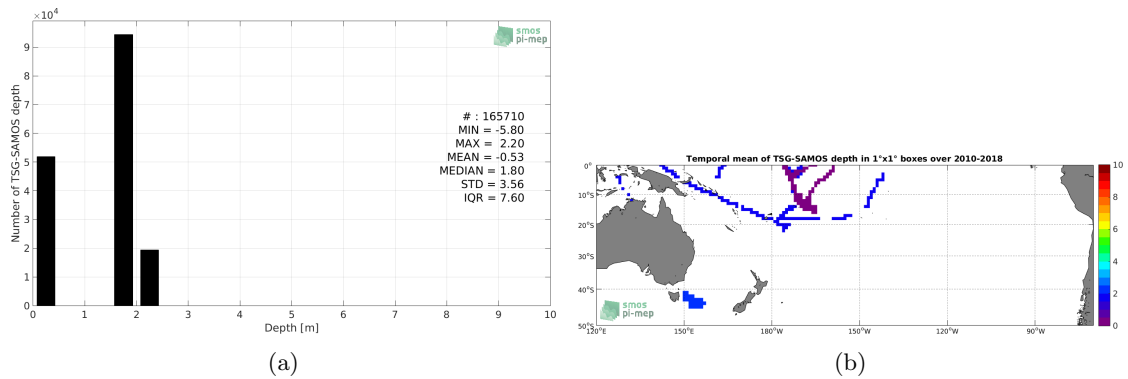 ×10⁴
9
8
7
6
5
4
3
2
1
0
Number of TSG-SAMOS depth
smos
pi-mep
# : 165710
MIN = -5.80
MAX = 2.20
MEAN = -0.53
MEDIAN = 1.80
STD = 3.56
IQR = 7.60
0 1 2 3 4 5 6 7 8 9 10
Depth [m]
(a)
Temporal mean of TSG-SAMOS depth in 1°x1° boxes over 2010-2018
0°
10°S
20°S
30°S
40°S
50°S
smos
pi-mep
120°E 150°E 180°W 150°W 120°W 90°W
10
8
6
4
2
0
(b)